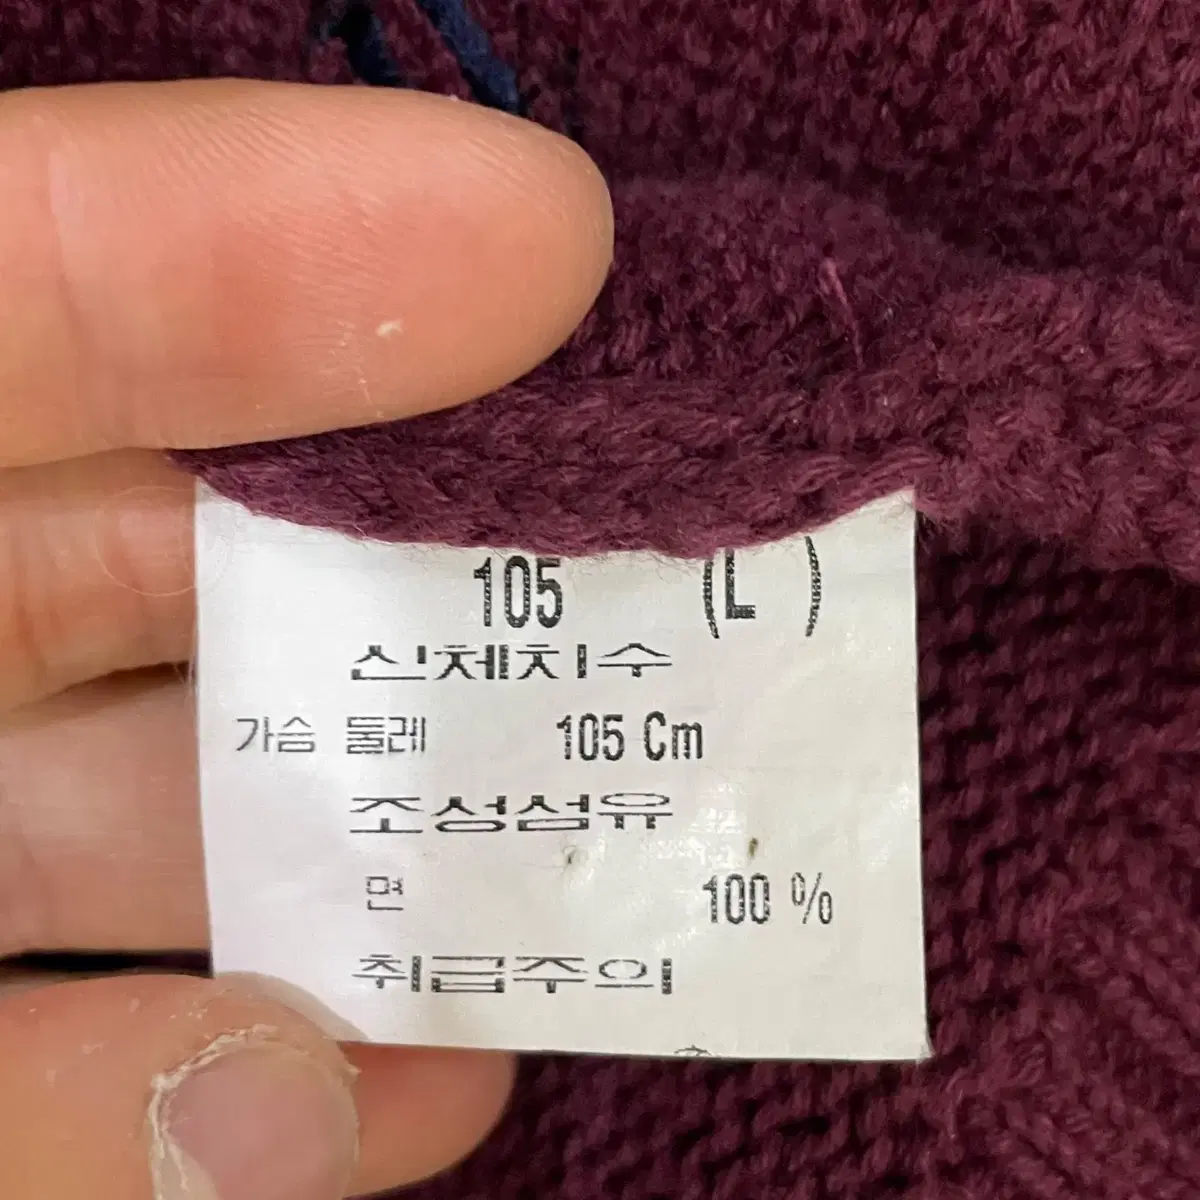 105 (L )
신체치수
가슴 둘레 105 Cm
조성섬유
면 100 %
취급주의